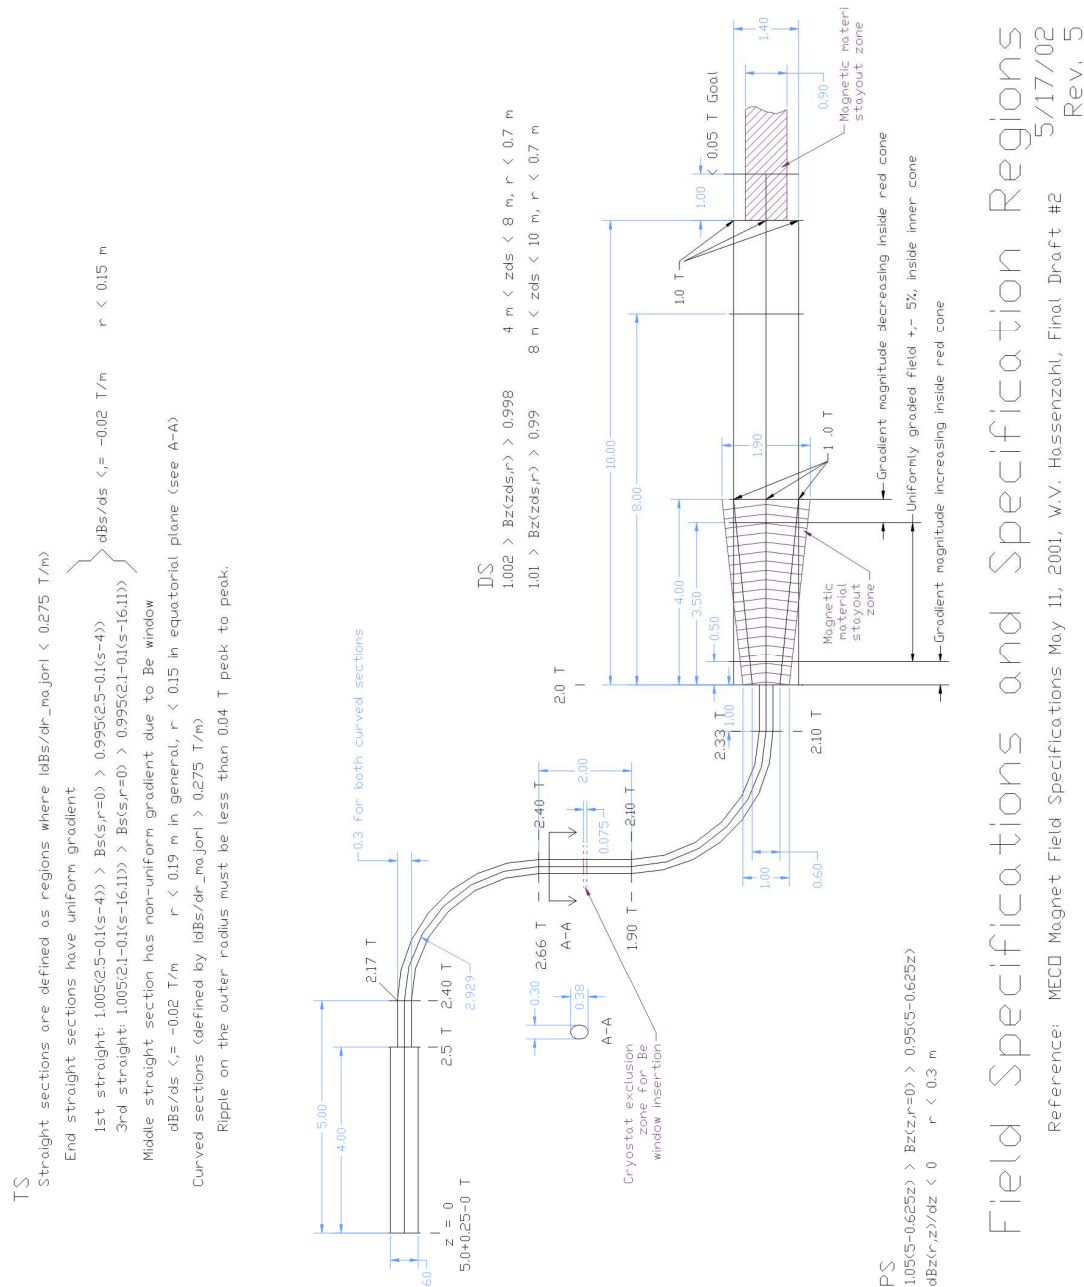 TS
Straight sections are defined as regions where |dBs/dr_major| < 0.275 T/m)
End straight sections have uniform gradient
1st straight: 1.005(2.5-0.1(s-4)) > Bs(s,r=0) > 0.995(2.5-0.1(s-4))
3rd straight: 1.005(2.1-0.1(s-16.11)) > Bs(s,r=0) > 0.995(2.1-0.1(s-16.11))
dBs/ds <,= -0.02 T/m r < 0.15 m
Middle straight section has non-uniform gradient due to Be window
dBs/ds <,= -0.02 T/m r < 0.19 m in general, r < 0.15 in equatorial plane (see A-A)
Curved sections (defined by |dBs/dr_major| > 0.275 T/m)
Ripple on the outer radius must be less than 0.04 T peak to peak.
0.3 for both curved sections
5.00
4.00
.60
z = 0
5.0+0.25-0 T
2.17 T
2.5 T
2.40 T
2.929
2.66 T
2.40 T
A-A
2.00
0.075
1.90 T
2.10 T
0.30
0.38
A-A
Cryostat exclusion
zone for Be
window insertion
DS
1.002 > Bz(zds,r) > 0.998 4 m < zds < 8 m, r < 0.7 m
1.01 > Bz(zds,r) > 0.99 8 m < zds < 10 m, r < 0.7 m
2.0 T
10.00
8.00
4.00
3.50
0.50
1.00
2.33 T
2.10 T
1.00
0.60
1.90
1.0 T
1.00
< 0.05 T Goal
1.40
0.90
Magnetic materi
stayout zone
1 .0 T
Magnetic
material
stayout
zone
Gradient magnitude decreasing inside red cone
Uniformly graded field +,- 5%, inside inner cone
Gradient magnitude increasing inside red cone
PS
1.05(5-0.625z) > Bz(z,r=0) > 0.95(5-0.625z)
dBz(r,z)/dz < 0 r < 0.3 m
Field Specifications and Specification Regions
5/17/02
Rev. 5
Reference: MECO Magnet Field Specifications May 11, 2001, W.V. Hassenzahl, Final Draft #2